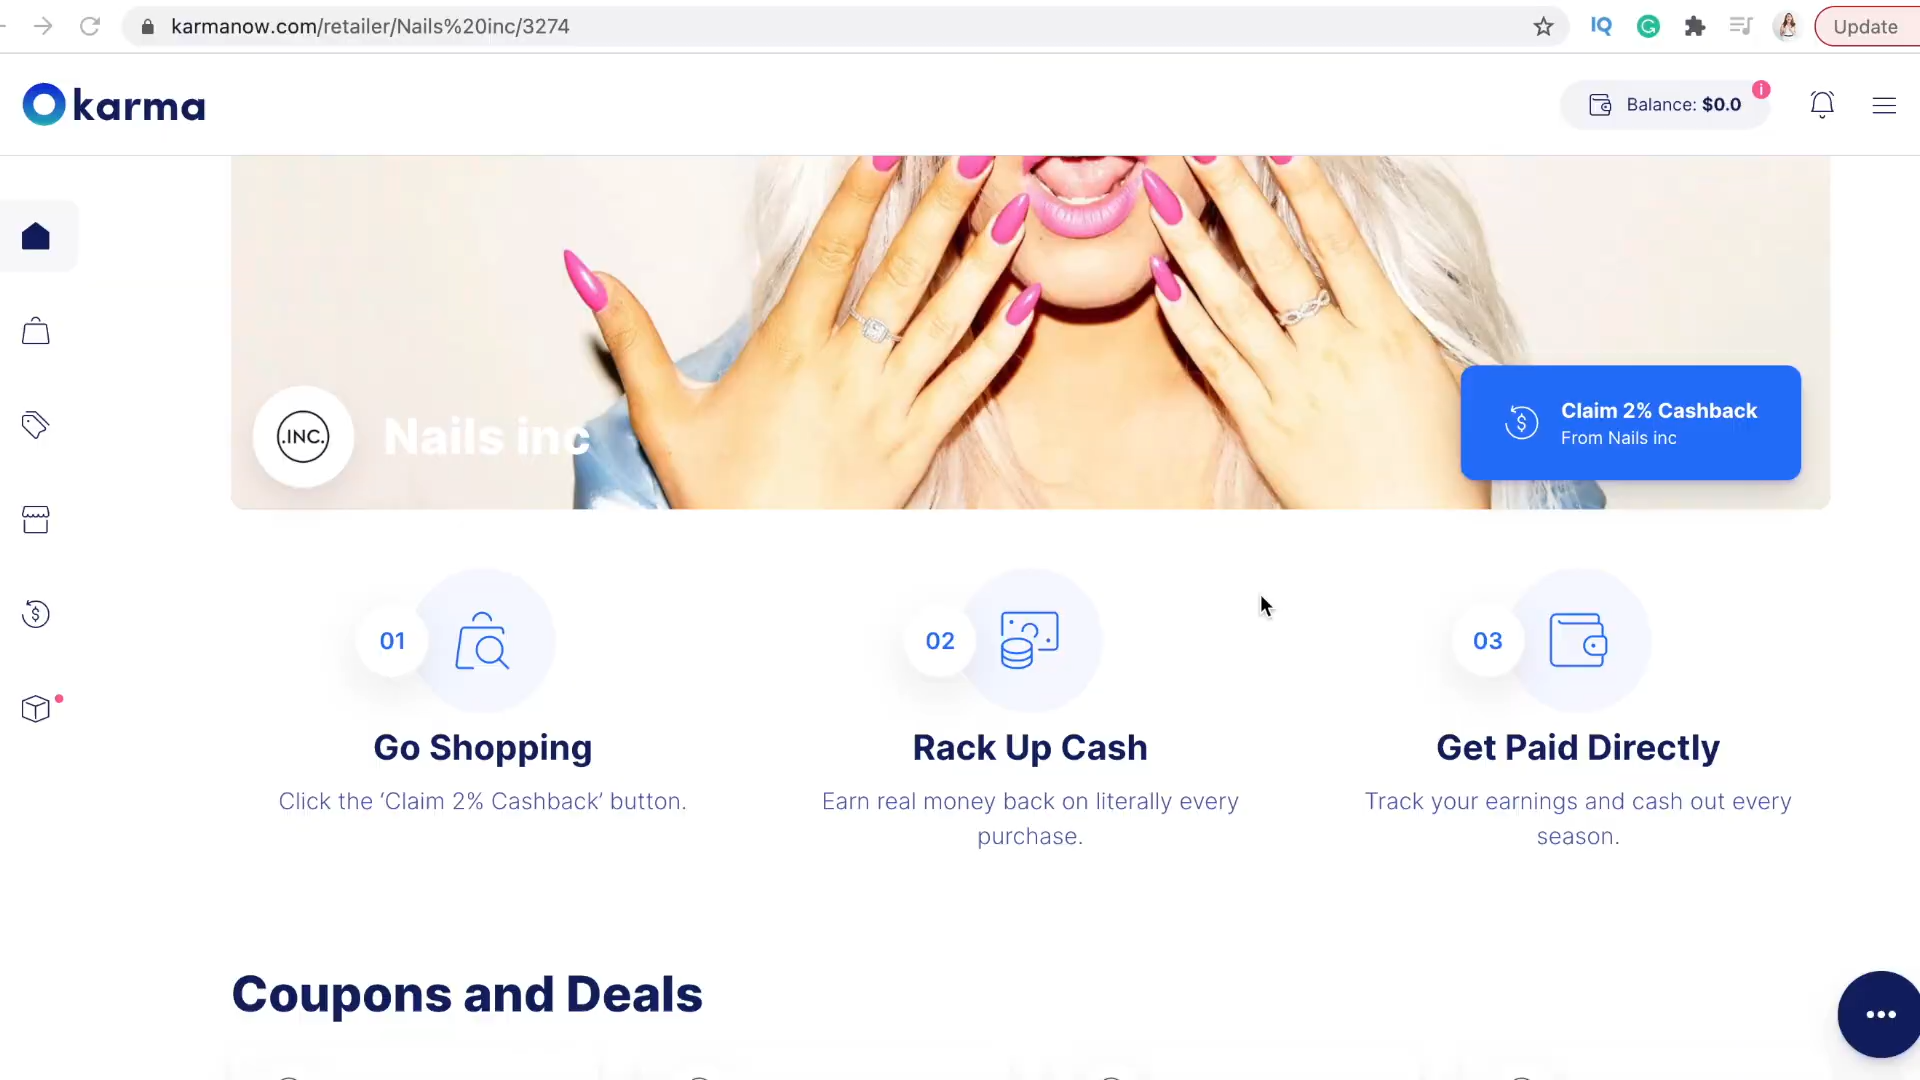 karmanow.com/retailer/Nails%20inc/3274
IQ
G
Update
karma
Balance: $0.0
i
.INC.
Nails inc
Claim 2% Cashback
From Nails inc
01
02
03
Go Shopping
Click the ‘Claim 2% Cashback’ button.
Rack Up Cash
Earn real money back on literally every
purchase.
Get Paid Directly
Track your earnings and cash out every
season.
Coupons and Deals